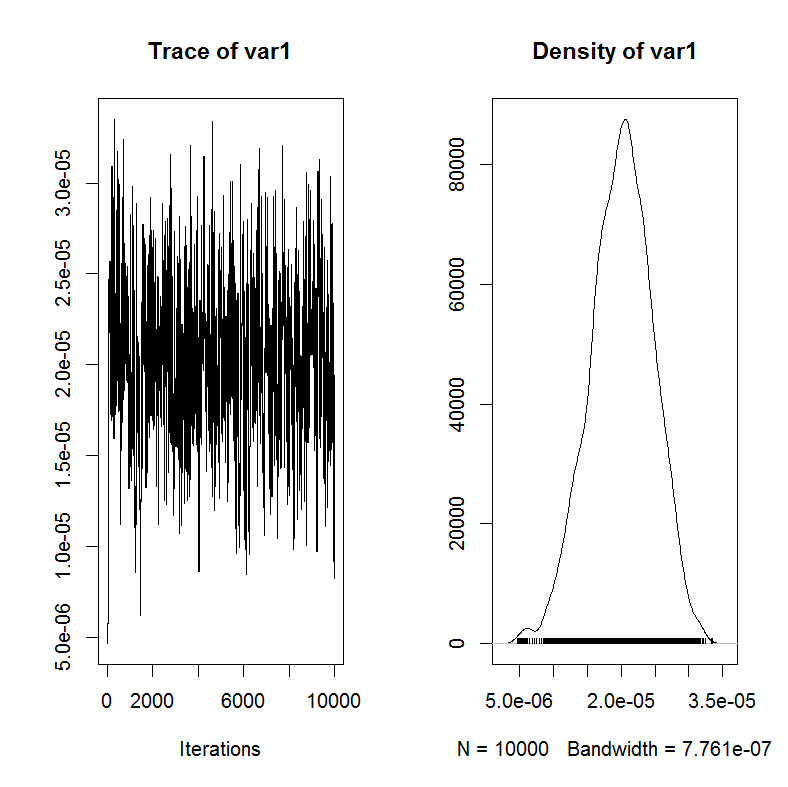 Trace of var1
5.0e-06 1.0e-05 1.5e-05 2.0e-05 2.5e-05 3.0e-05
0 2000 6000 10000
Iterations
Density of var1
0 20000 40000 60000 80000
5.0e-06 2.0e-05 3.5e-05
N = 10000 Bandwidth = 7.761e-07